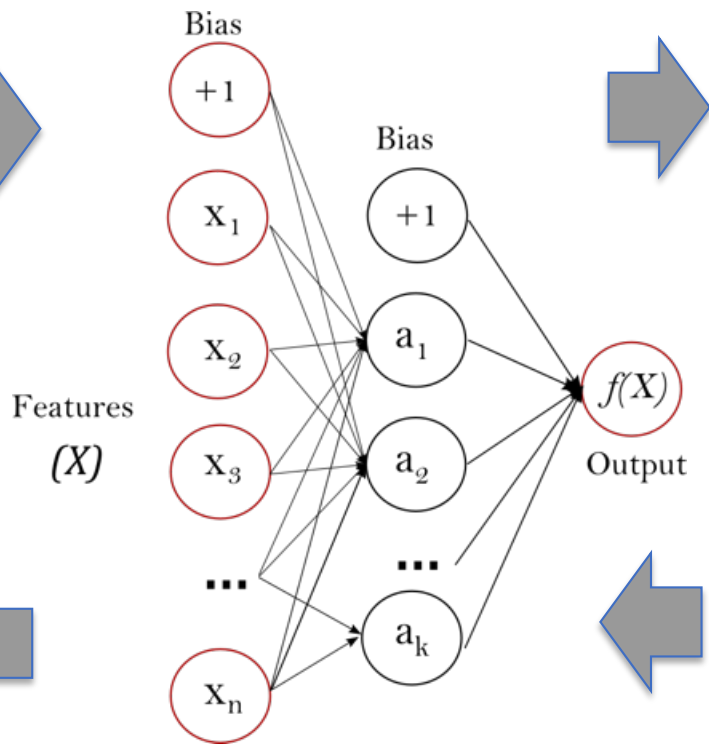 Bias
+1
Bias
x₁
+1
x₂
a₁
f(X)
Features
(X)
x₃
a₂
Output
...
...
aₖ
xₙ